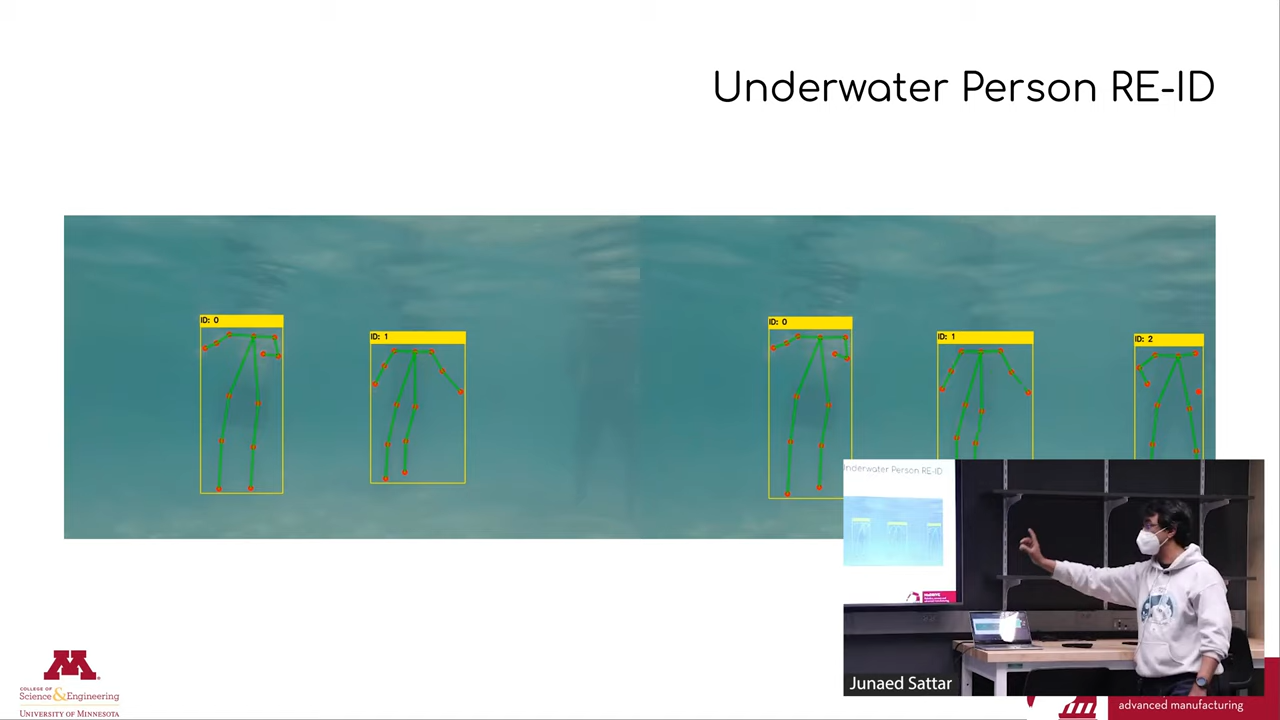 Underwater Person RE-ID
ID: 0
ID: 1
ID: 0
ID: 1
ID: 2
Underwater Person RE-ID
Junaed Sattar
M
COLLEGE OF
Science & Engineering
UNIVERSITY OF MINNESOTA
advanced manufacturing